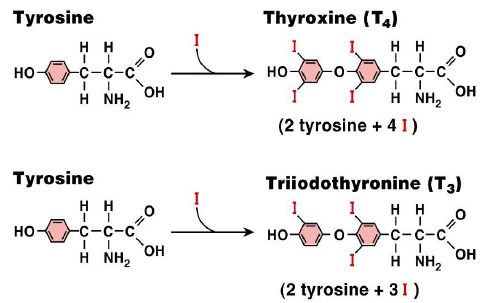 Tyrosine
Thyroxine (T4)
I
I I
HO H H O
C C C
H NH2 OH
HO O H H O
C C C
H NH2 OH
I I
(2 tyrosine + 4 I)
Tyrosine
Triiodothyronine (T3)
I
I I
HO H H O
C C C
H NH2 OH
HO O H H O
C C C
H NH2 OH
I
(2 tyrosine + 3 I)